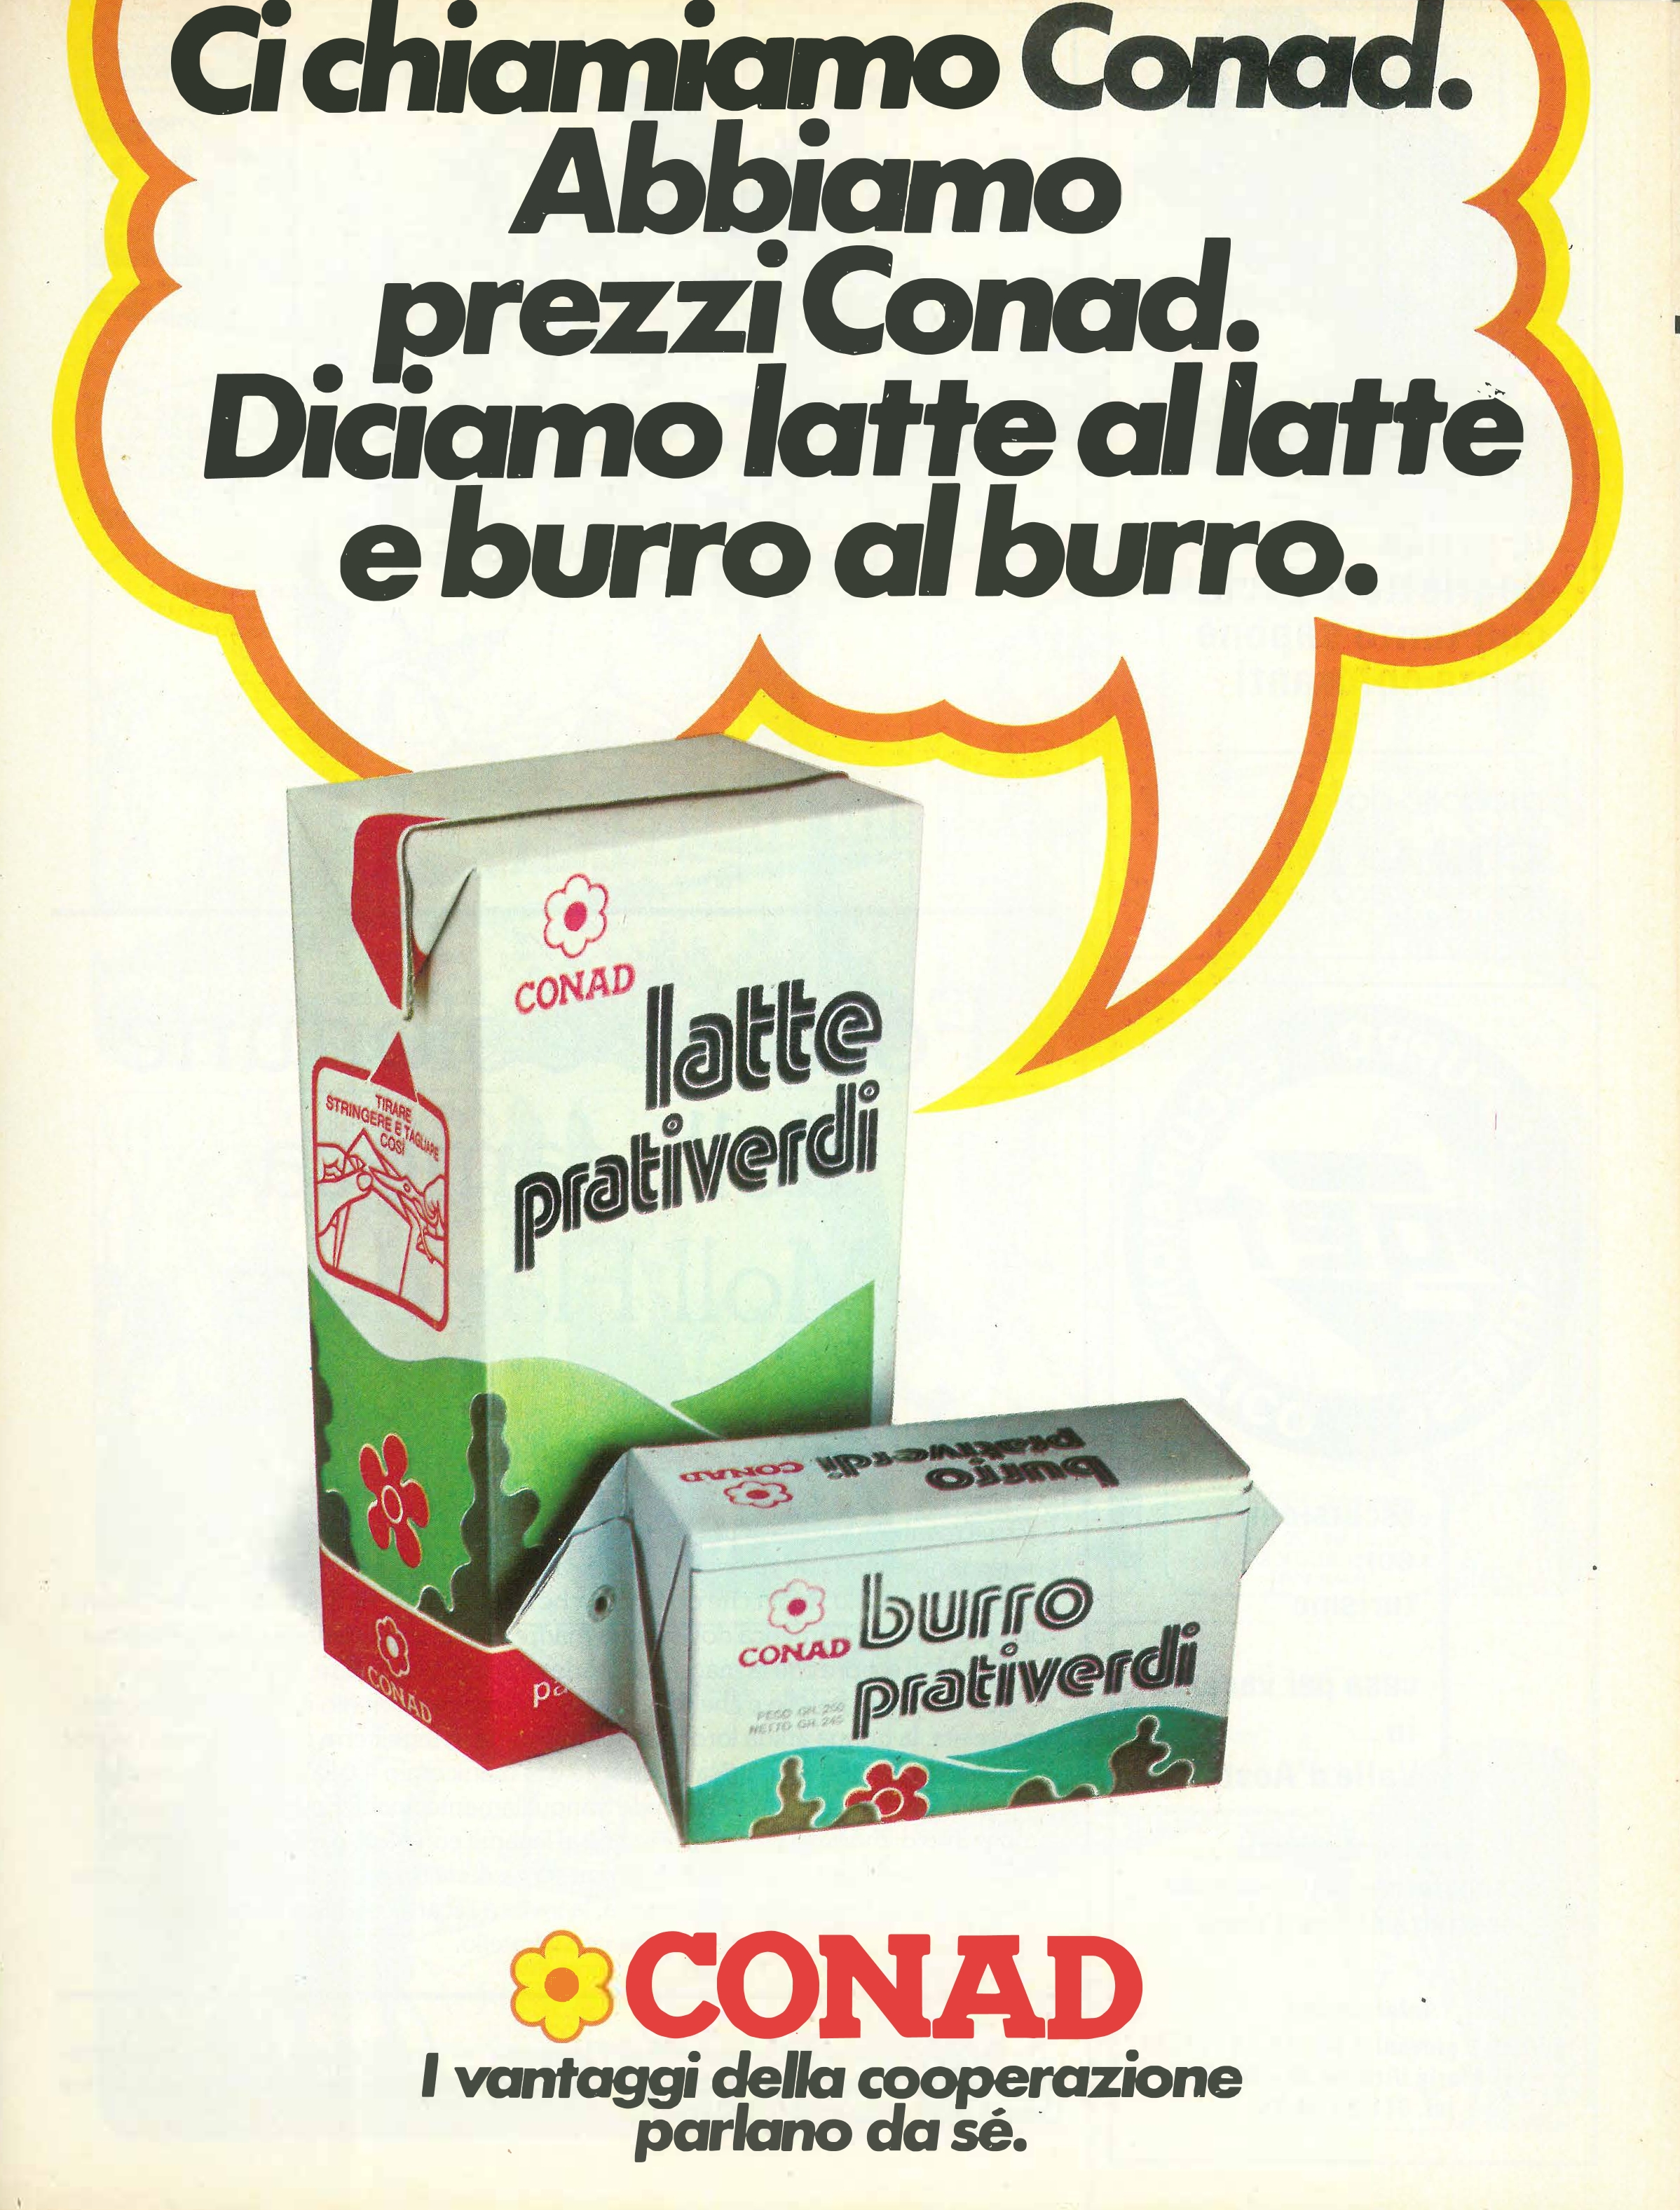 Ci chiamiamo Conad.
Abbiamo
prezzi Conad.
Diciamo latte al latte
e burro al burro.
CONAD
latte
prativerdi
TIRARE
STRINGERE E TAGLIARE
COSÌ
CONAD
burro
prativerdi
CONAD
burro
prativerdi
PESO GR. 250
NETTO GR. 245
CONAD
pa
CONAD
I vantaggi della cooperazione
parlano da sé.